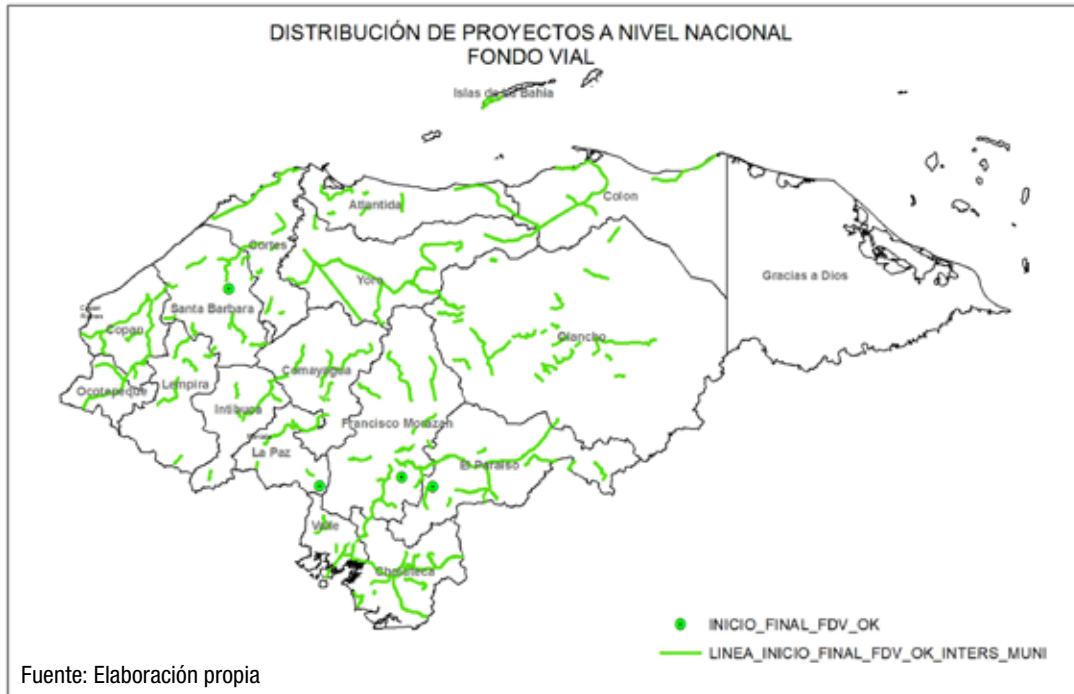 DISTRIBUCIÓN DE PROYECTOS A NIVEL NACIONAL
FONDO VIAL
Islas de La Bahia
Atlantida
Colon
Cortes
Yoro
Gracias a Dios
Santa Barbara
Copan
Olancho
Comayagua
Ocotepeque
Lempira
Intibuca
Francisco Morazan
La Paz
El Paraiso
Valle
Choluteca
INICIO_FINAL_FDV_OK
LINEA_INICIO_FINAL_FDV_OK_INTERS_MUNI
Fuente: Elaboración propia